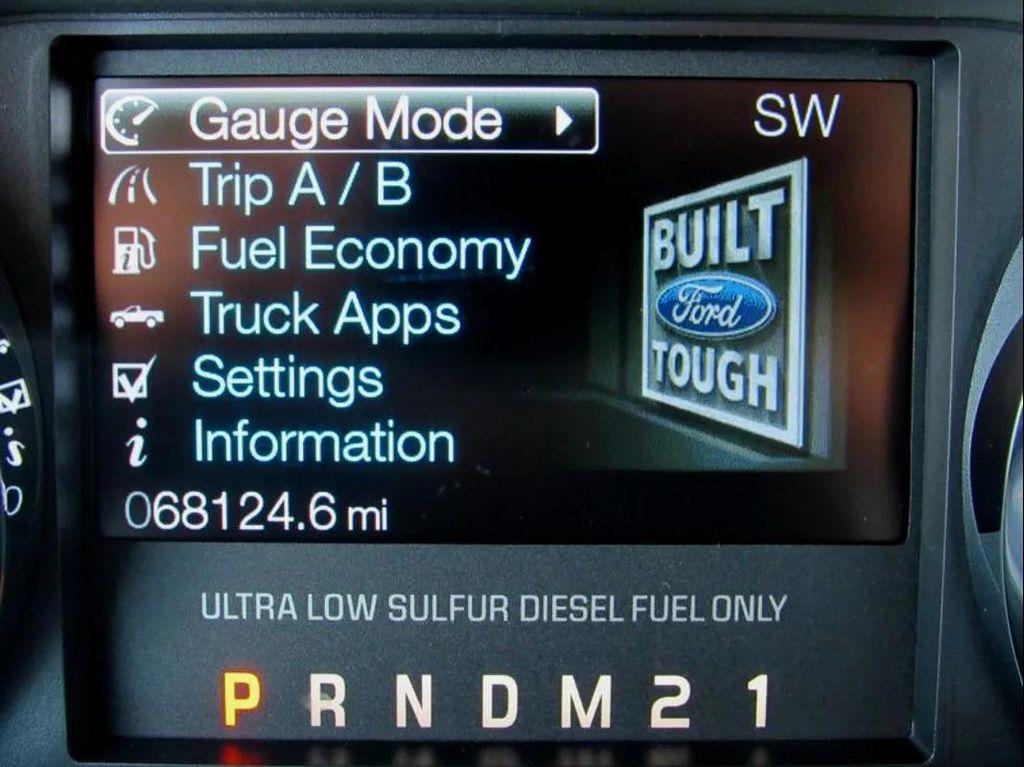 Gauge Mode
SW
Trip A / B
Fuel Economy
Truck Apps
Settings
Information
BUILT
Ford
TOUGH
068124.6 mi
ULTRA LOW SULFUR DIESEL FUEL ONLY
P R N D M 2 1